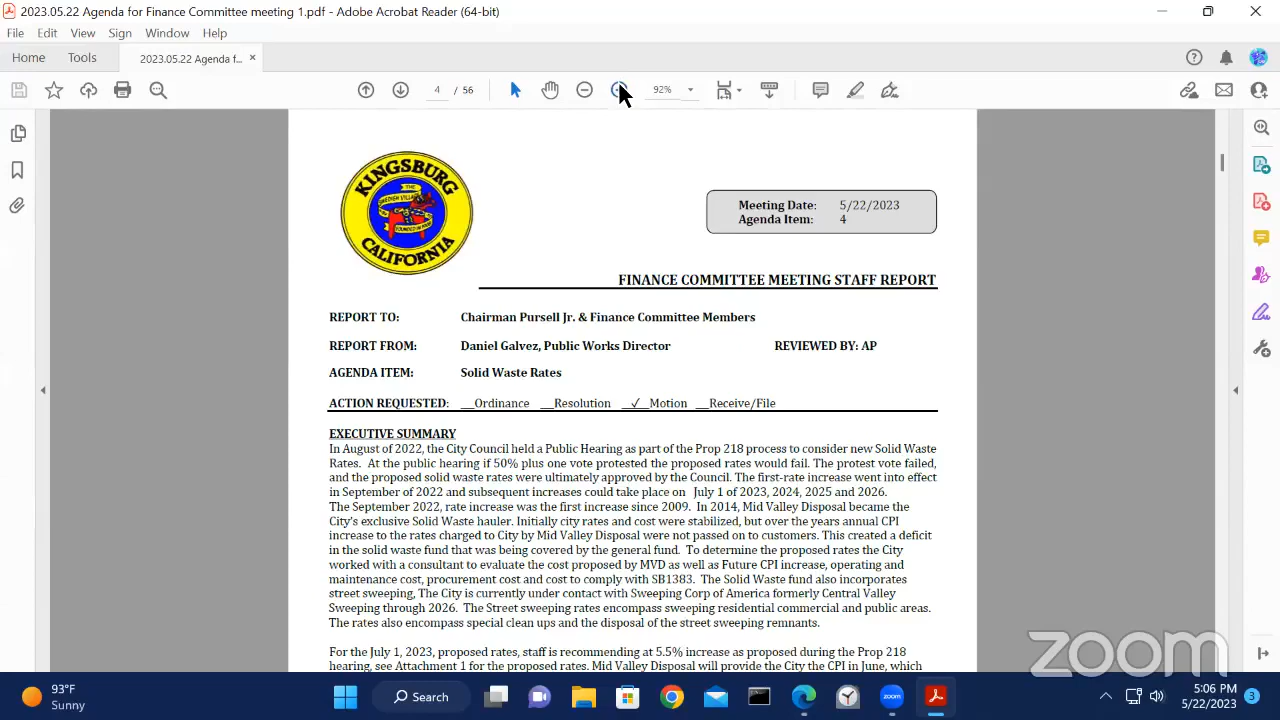 2023.05.22 Agenda for Finance Committee meeting 1.pdf - Adobe Acrobat Reader (64-bit)
File Edit View Sign Window Help
Home Tools 2023.05.22 Agenda f... ×
4 / 56 92%
KINGSBURG
THE
SWEDISH VILLAGE
CALIFORNIA
Meeting Date: 5/22/2023
Agenda Item: 4
FINANCE COMMITTEE MEETING STAFF REPORT
REPORT TO: Chairman Pursell Jr. & Finance Committee Members
REPORT FROM: Daniel Galvez, Public Works Director REVIEWED BY: AP
AGENDA ITEM: Solid Waste Rates
ACTION REQUESTED: __Ordinance __Resolution _✓_Motion __Receive/File
EXECUTIVE SUMMARY
In August of 2022, the City Council held a Public Hearing as part of the Prop 218 process to consider new Solid Waste
Rates. At the public hearing if 50% plus one vote protested the proposed rates would fail. The protest vote failed,
and the proposed solid waste rates were ultimately approved by the Council. The first-rate increase went into effect
in September of 2022 and subsequent increases could take place on July 1 of 2023, 2024, 2025 and 2026.
The September 2022, rate increase was the first increase since 2009. In 2014, Mid Valley Disposal became the
City's exclusive Solid Waste hauler. Initially city rates and cost were stabilized, but over the years annual CPI
increase to the rates charged to City by Mid Valley Disposal were not passed on to customers. This created a deficit
in the solid waste fund that was being covered by the general fund. To determine the proposed rates the City
worked with a consultant to evaluate the cost proposed by MVD as well as Future CPI increase, operating and
maintenance cost, procurement cost and cost to comply with SB1383. The Solid Waste fund also incorporates
street sweeping, The City is currently under contact with Sweeping Corp of America formerly Central Valley
Sweeping through 2026. The Street sweeping rates encompass sweeping residential commercial and public areas.
The rates also encompass special clean ups and the disposal of the street sweeping remnants.
For the July 1, 2023, proposed rates, staff is recommending at 5.5% increase as proposed during the Prop 218
hearing, see Attachment 1 for the proposed rates. Mid Valley Disposal will provide the City the CPI in June, which
zoom
93°F
Sunny
Search
zoom
5:06 PM
5/22/2023
3